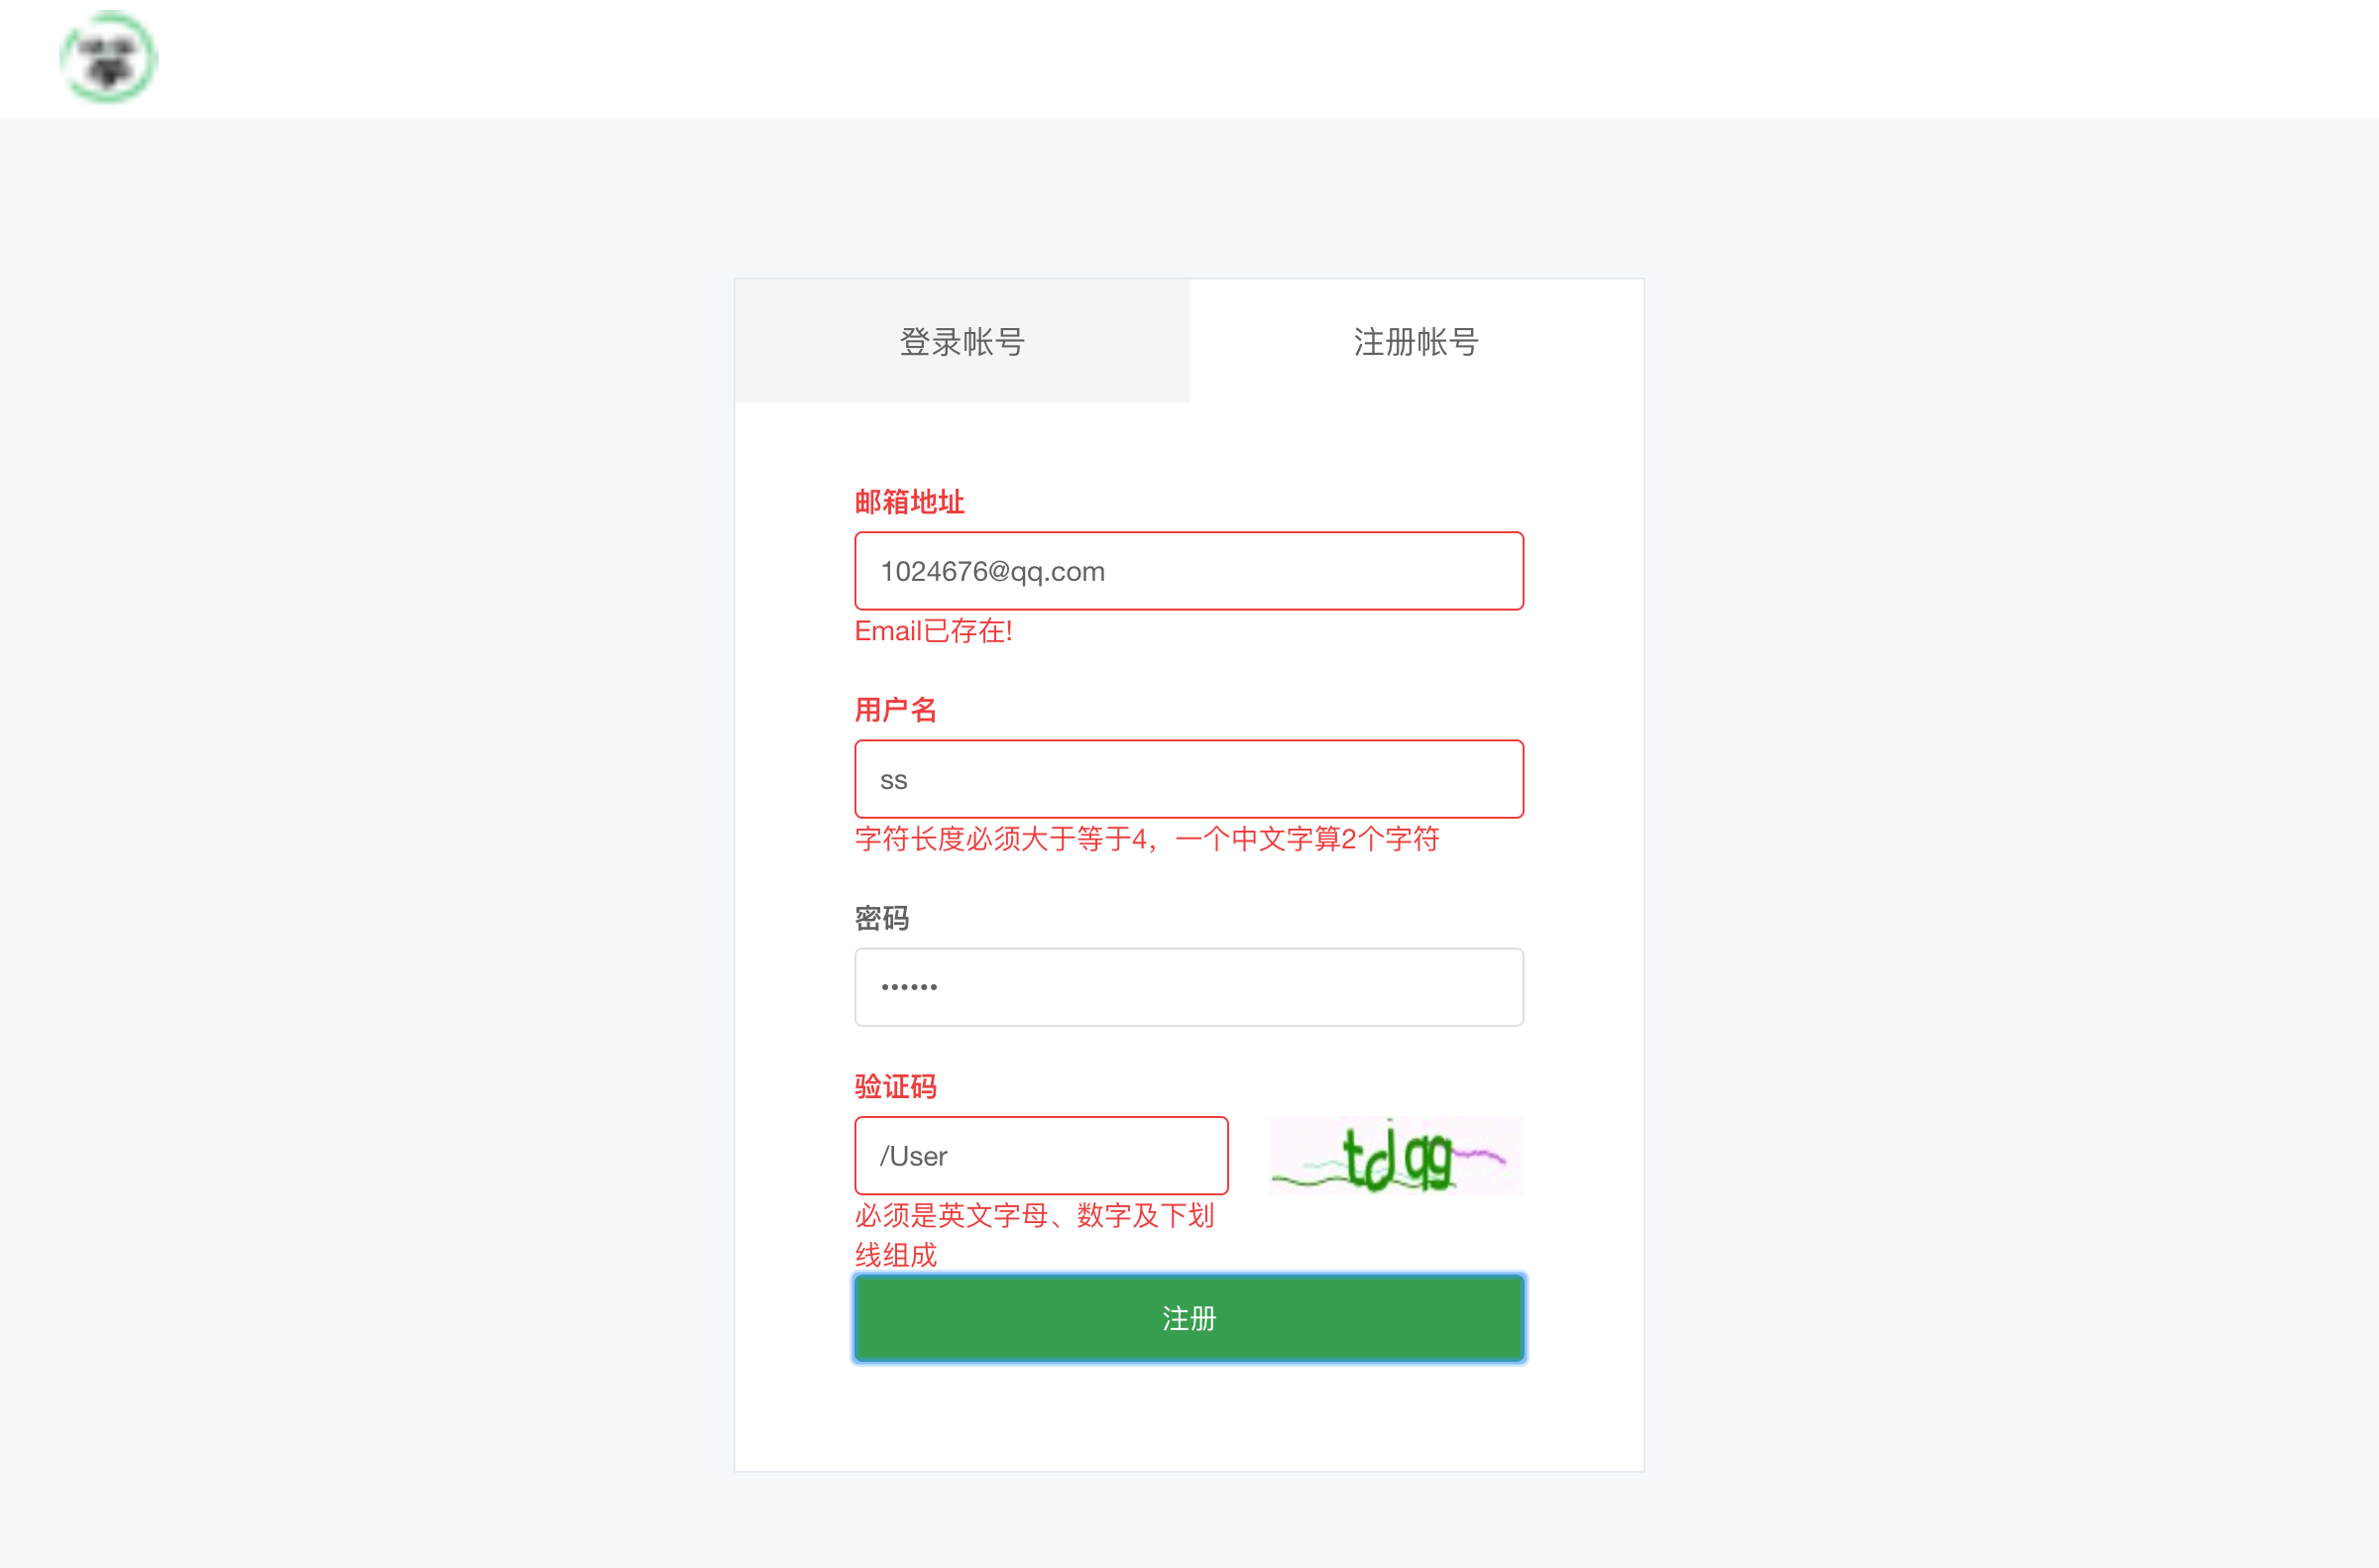 登录帐号
注册帐号
邮箱地址
1024676@qq.com
Email已存在!
用户名
ss
字符长度必须大于等于4，一个中文字算2个字符
密码
••••••
验证码
/User
必须是英文字母、数字及下划
线组成
注册